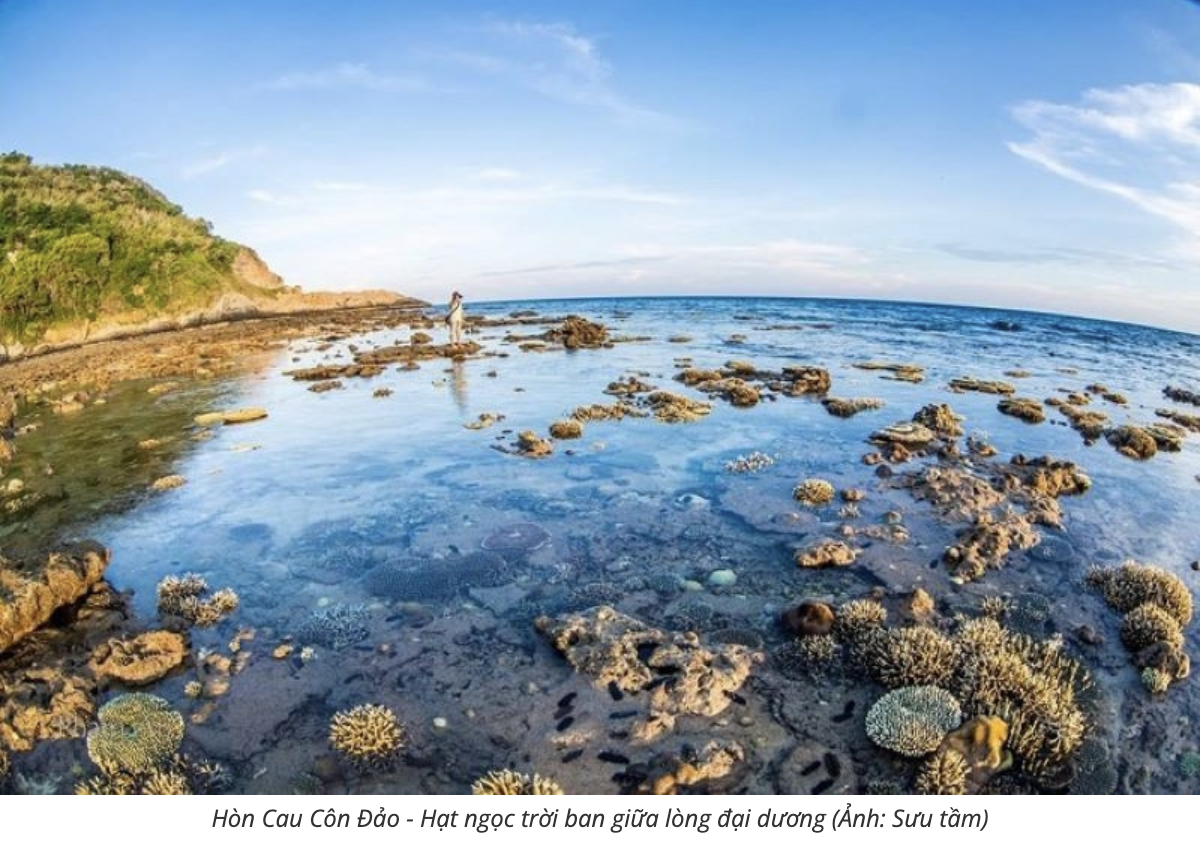 Hòn Cau Côn Đảo - Hạt ngọc trời ban giữa lòng đại dương (Ảnh: Sưu tầm)